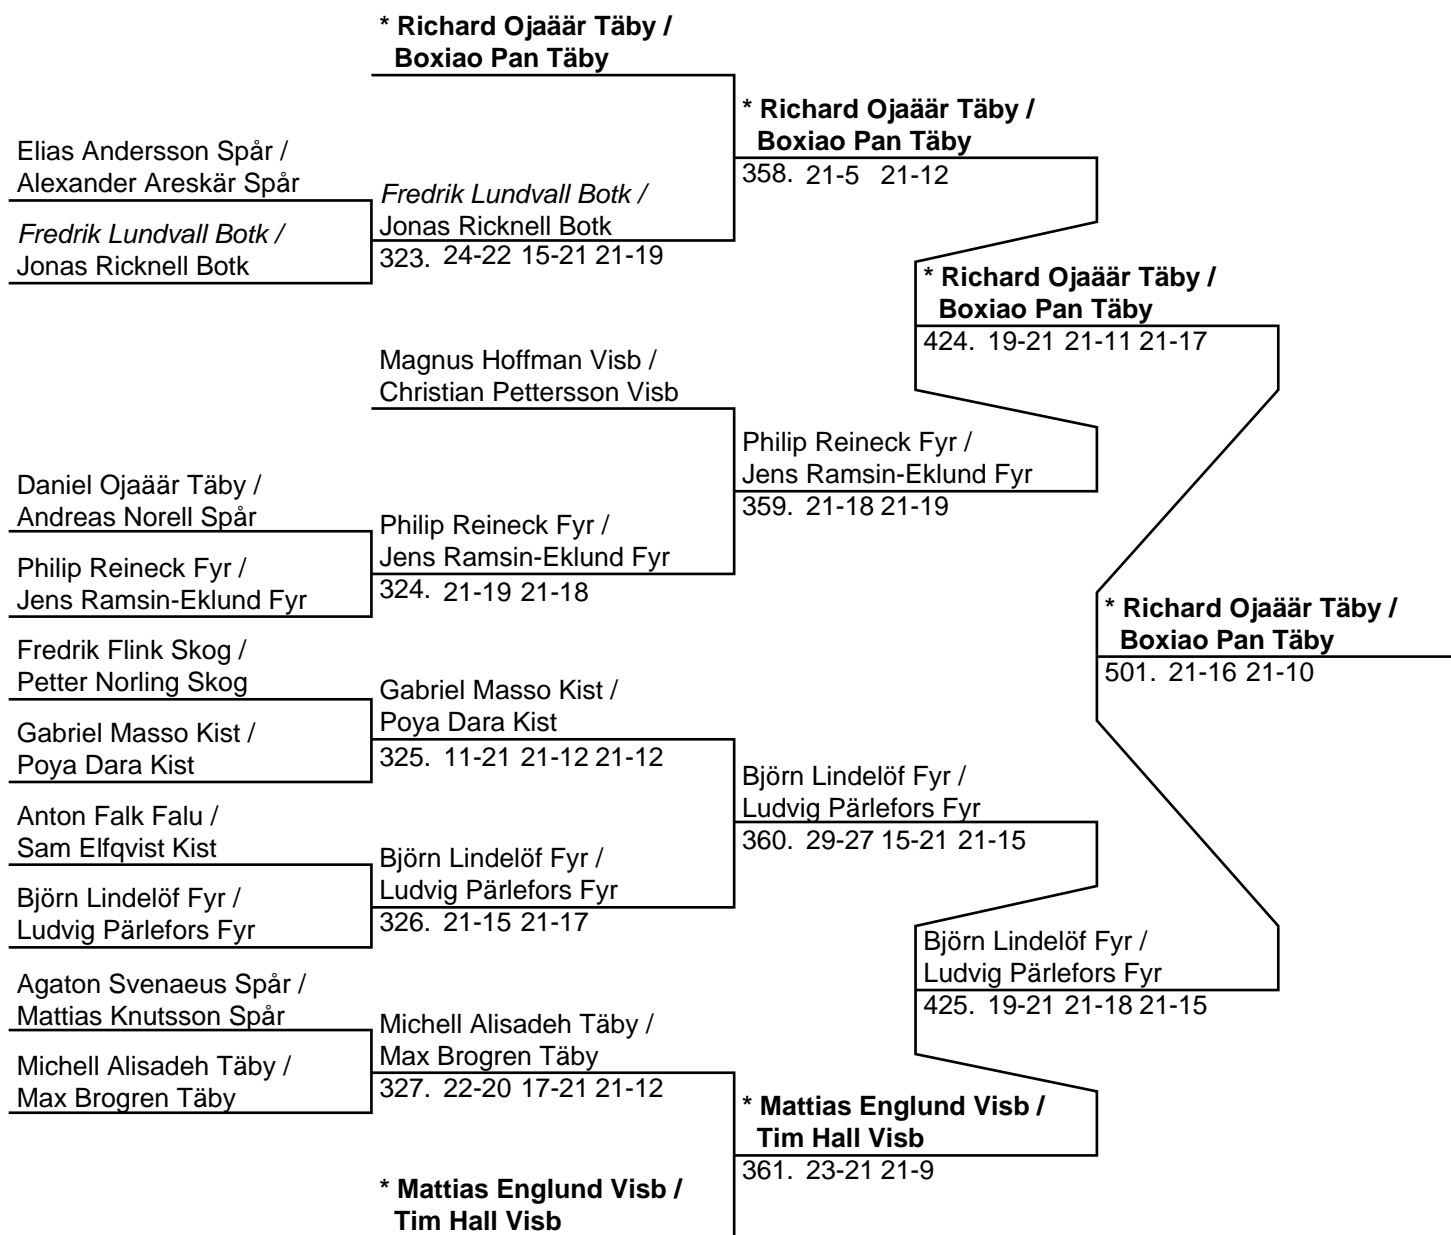 * Richard Ojaäär Täby /
Boxiao Pan Täby
* Richard Ojaäär Täby /
Boxiao Pan Täby
358. 21-5 21-12
Elias Andersson Spår /
Alexander Areskär Spår
Fredrik Lundvall Botk /
Jonas Ricknell Botk
323. 24-22 15-21 21-19
Fredrik Lundvall Botk /
Jonas Ricknell Botk
* Richard Ojaäär Täby /
Boxiao Pan Täby
424. 19-21 21-11 21-17
Magnus Hoffman Visb /
Christian Pettersson Visb
Philip Reineck Fyr /
Jens Ramsin-Eklund Fyr
359. 21-18 21-19
Daniel Ojaäär Täby /
Andreas Norell Spår
Philip Reineck Fyr /
Jens Ramsin-Eklund Fyr
324. 21-19 21-18
Philip Reineck Fyr /
Jens Ramsin-Eklund Fyr
* Richard Ojaäär Täby /
Boxiao Pan Täby
501. 21-16 21-10
Fredrik Flink Skog /
Petter Norling Skog
Gabriel Masso Kist /
Poya Dara Kist
325. 11-21 21-12 21-12
Gabriel Masso Kist /
Poya Dara Kist
Björn Lindelöf Fyr /
Ludvig Pärlefors Fyr
360. 29-27 15-21 21-15
Anton Falk Falu /
Sam Elfqvist Kist
Björn Lindelöf Fyr /
Ludvig Pärlefors Fyr
326. 21-15 21-17
Björn Lindelöf Fyr /
Ludvig Pärlefors Fyr
Björn Lindelöf Fyr /
Ludvig Pärlefors Fyr
425. 19-21 21-18 21-15
Agaton Svenaeus Spår /
Mattias Knutsson Spår
Michell Alisadeh Täby /
Max Brogren Täby
327. 22-20 17-21 21-12
Michell Alisadeh Täby /
Max Brogren Täby
* Mattias Englund Visb /
Tim Hall Visb
361. 23-21 21-9
* Mattias Englund Visb /
Tim Hall Visb